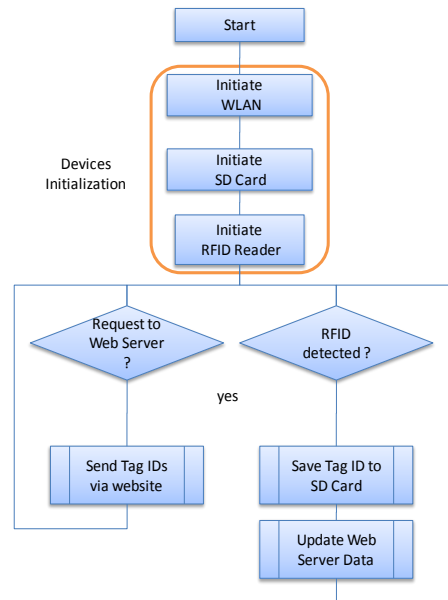 Start
Initiate
WLAN
Devices
Initialization
Initiate
SD Card
Initiate
RFID Reader
Request to
Web Server
?
RFID
detected ?
yes
Send Tag IDs
via website
Save Tag ID to
SD Card
Update Web
Server Data